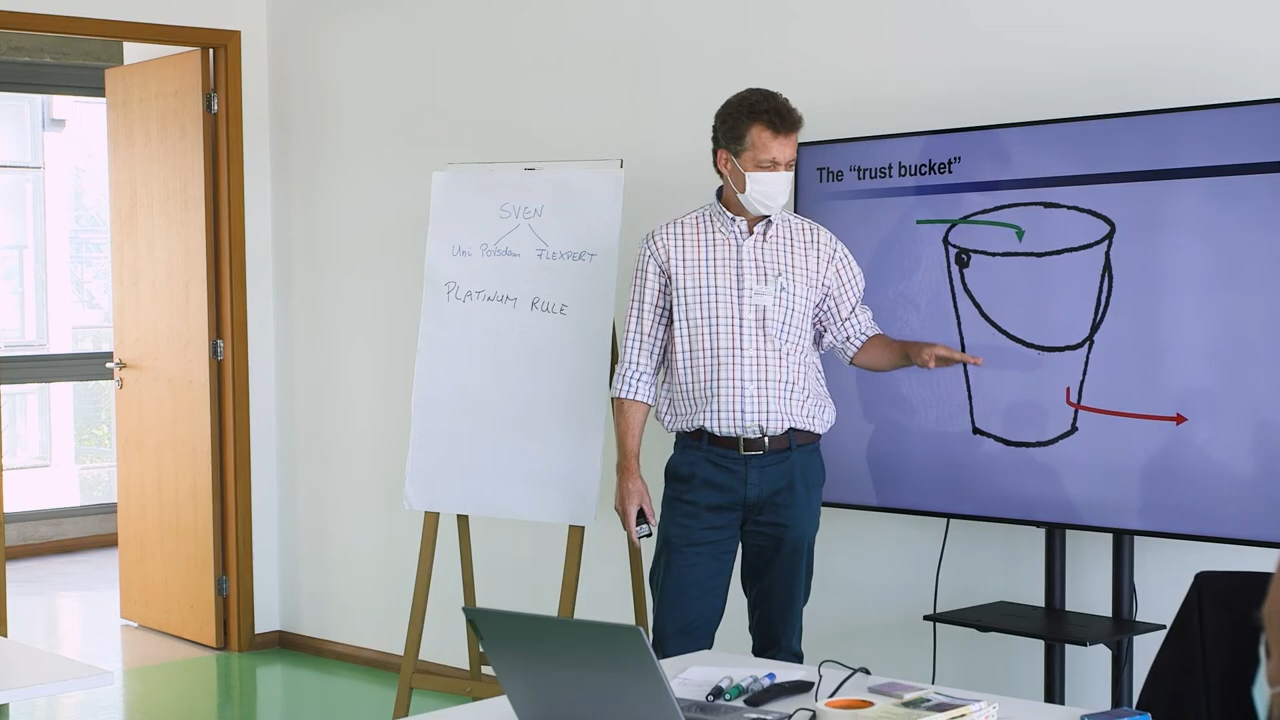 SVEN
Uni Potsdam FLEXPERT
PLATINUM RULE
The “trust bucket”